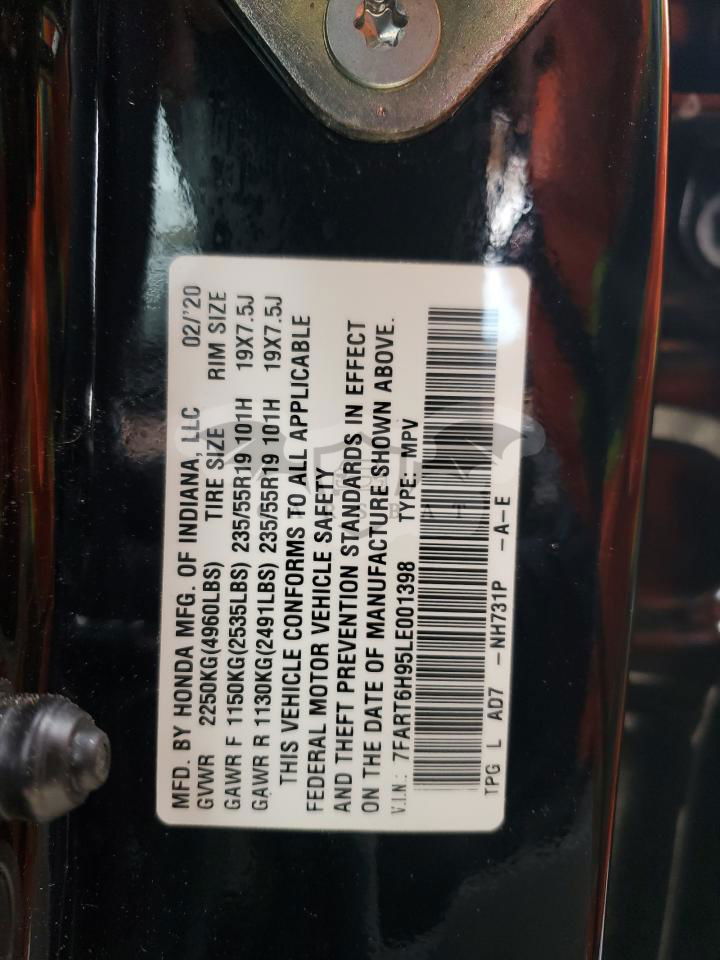 MFD. BY HONDA MFG. OF INDIANA, LLC 02/'20
GVWR 2250KG(4960LBS) TIRE SIZE RIM SIZE
GAWR F 1150KG(2535LBS) 235/55R19 101H 19X7.5J
GAWR R 1130KG(2491LBS) 235/55R19 101H 19X7.5J
THIS VEHICLE CONFORMS TO ALL APPLICABLE
FEDERAL MOTOR VEHICLE SAFETY
AND THEFT PREVENTION STANDARDS IN EFFECT
ON THE DATE OF MANUFACTURE SHOWN ABOVE.
V.I.N.: 7FART6H95LE001398 TYPE: MPV
TPG L AD7 -NH731P -A-E